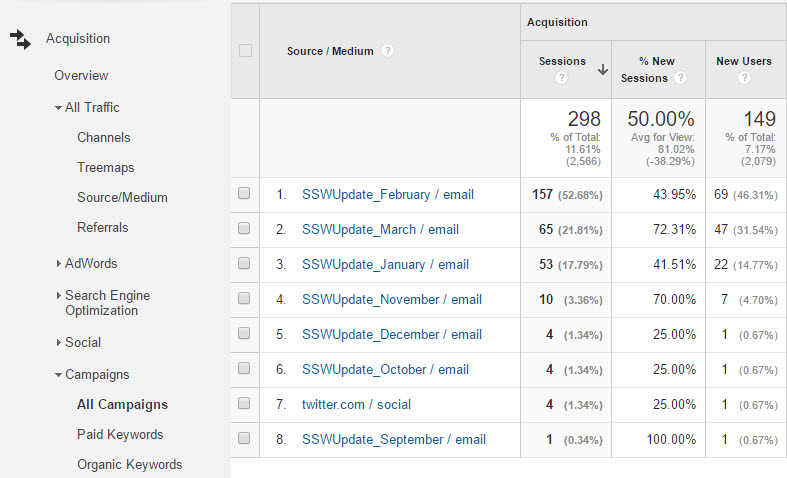 Acquisition
Overview
All Traffic
Channels
Treemaps
Source/Medium
Referrals
AdWords
Search Engine
Optimization
Social
Campaigns
All Campaigns
Paid Keywords
Organic Keywords
Source / Medium ?
Acquisition
Sessions ?
% New
Sessions ?
New Users
?
298
% of Total:
11.61%
(2,566)
50.00%
Avg for View:
81.02%
(-38.29%)
149
% of Total:
7.17%
(2,079)
1. SSWUpdate_February / email 157 (52.68%) 43.95% 69 (46.31%)
2. SSWUpdate_March / email 65 (21.81%) 72.31% 47 (31.54%)
3. SSWUpdate_January / email 53 (17.79%) 41.51% 22 (14.77%)
4. SSWUpdate_November / email 10 (3.36%) 70.00% 7 (4.70%)
5. SSWUpdate_December / email 4 (1.34%) 25.00% 1 (0.67%)
6. SSWUpdate_October / email 4 (1.34%) 25.00% 1 (0.67%)
7. twitter.com / social 4 (1.34%) 25.00% 1 (0.67%)
8. SSWUpdate_September / email 1 (0.34%) 100.00% 1 (0.67%)